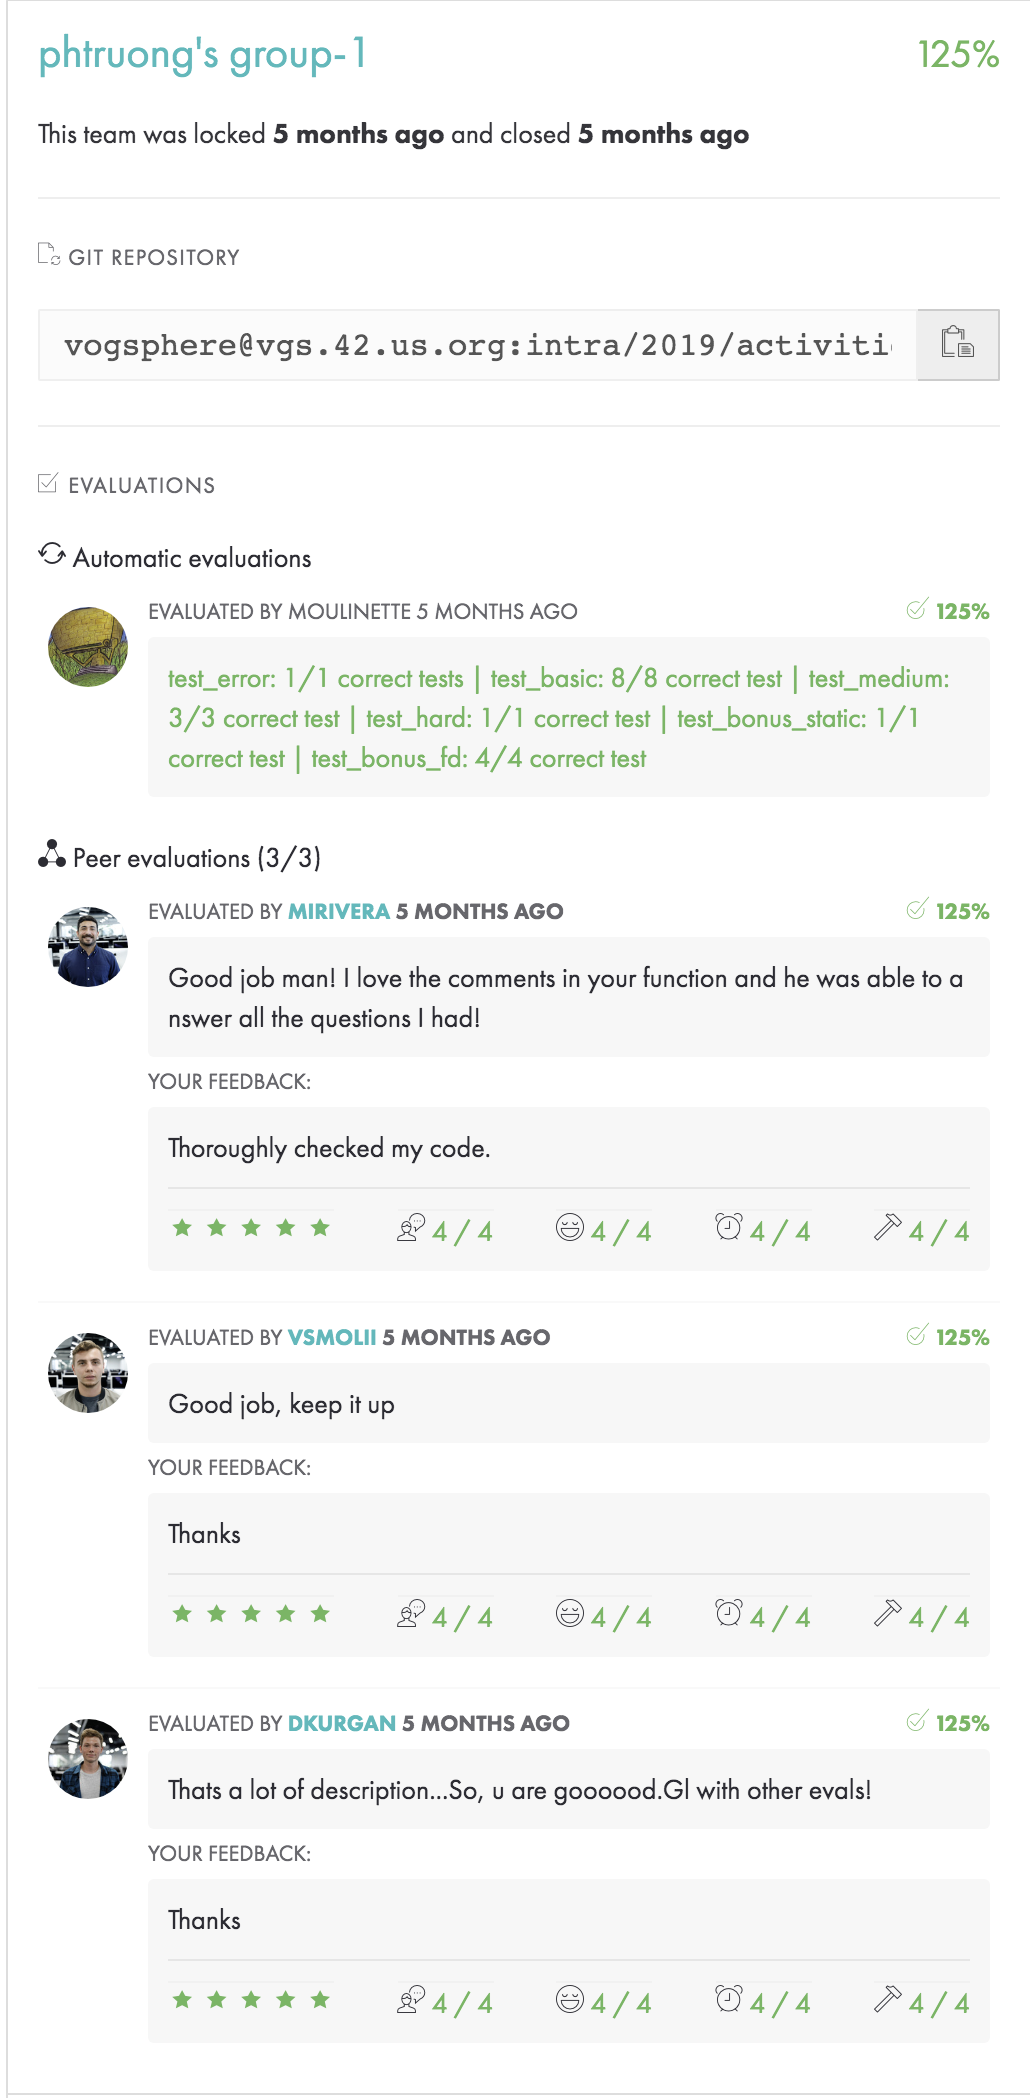 phtruong's group-1
125%
This team was locked 5 months ago and closed 5 months ago
GIT REPOSITORY
vogsphere@vgs.42.us.org:intra/2019/activiti
EVALUATIONS
Automatic evaluations
EVALUATED BY MOULINETTE 5 MONTHS AGO
125%
test_error: 1/1 correct tests | test_basic: 8/8 correct test | test_medium:
3/3 correct test | test_hard: 1/1 correct test | test_bonus_static: 1/1
correct test | test_bonus_fd: 4/4 correct test
Peer evaluations (3/3)
EVALUATED BY MIRIVERA 5 MONTHS AGO
125%
Good job man! I love the comments in your function and he was able to a
nswer all the questions I had!
YOUR FEEDBACK:
Thoroughly checked my code.
4 / 4
4 / 4
4 / 4
4 / 4
EVALUATED BY VSMOLII 5 MONTHS AGO
125%
Good job, keep it up
YOUR FEEDBACK:
Thanks
4 / 4
4 / 4
4 / 4
4 / 4
EVALUATED BY DKURGAN 5 MONTHS AGO
125%
Thats a lot of description...So, u are goooood.Gl with other evals!
YOUR FEEDBACK:
Thanks
4 / 4
4 / 4
4 / 4
4 / 4